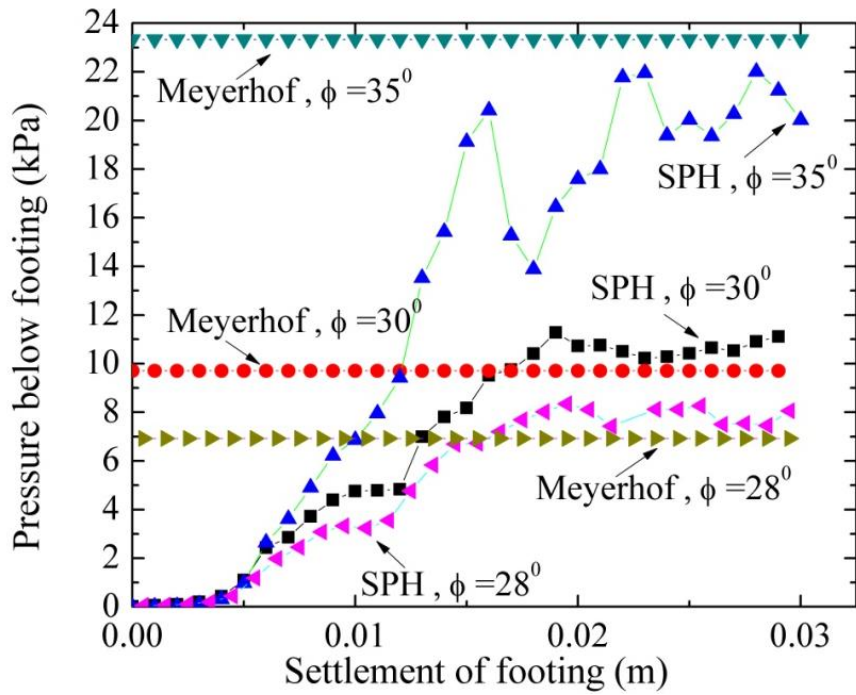 24
22
20
18
16
14
12
10
8
6
4
2
0
Pressure below footing (kPa)
Meyerhof , ϕ =35⁰
SPH , ϕ =35⁰
SPH , ϕ =30⁰
Meyerhof , ϕ =30⁰
Meyerhof , ϕ =28⁰
SPH , ϕ =28⁰
0.00 0.01 0.02 0.03
Settlement of footing (m)